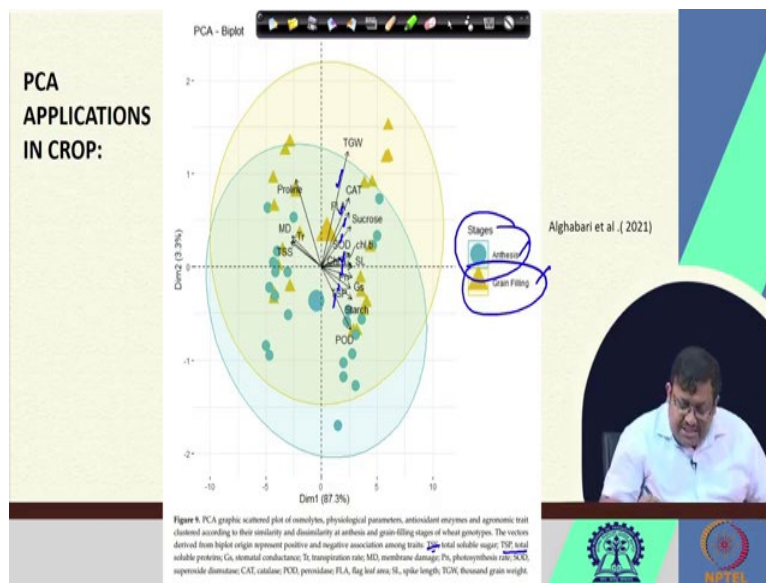 PCA - Biplot
PCA
APPLICATIONS
IN CROP:
2
1
0
-1
-2
Dim2 (3.3%)
TGW
CAT
Proline
Sucrose
MD
Tr
TSS
SOD
chl.b
SL
Gs
Starch
POD
-10
-5
0
5
10
Dim1 (87.3%)
Stages
Anthesis
Grain Filling
Alghabari et al .( 2021)
Figure 9. PCA graphic scattered plot of osmolytes, physiological parameters, antioxidant enzymes and agronomic trait
clustered according to their similarity and dissimilarity at anthesis and grain-filling stages of wheat genotypes. The vectors
derived from biplot origin represent positive and negative association among traits: TSS, total soluble sugar; TSP, total
soluble proteins; Gs, stomatal conductance; Tr, transpiration rate; MD, membrane damage; Pn, photosynthesis rate; SOD,
superoxide dismutase; CAT, catalase; POD, peroxidase; FLA, flag leaf area; SL, spike length; TGW, thousand grain weight.
NPTEL